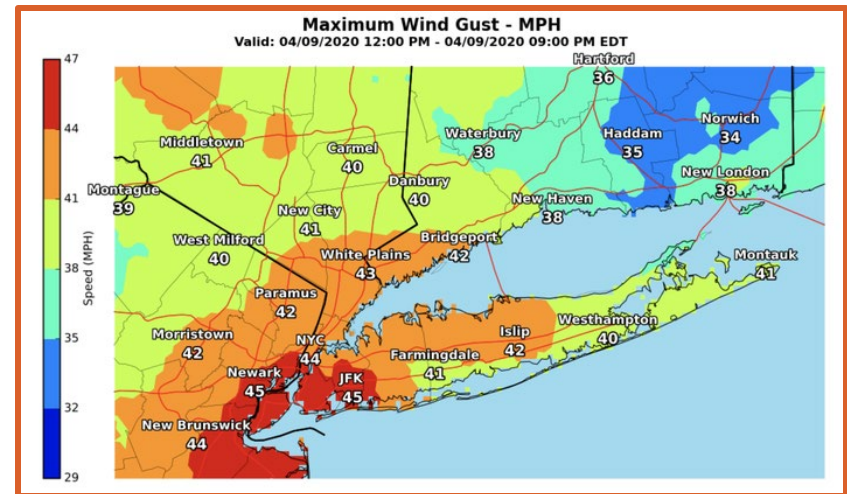 Maximum Wind Gust - MPH
Valid: 04/09/2020 12:00 PM - 04/09/2020 09:00 PM EDT
47
44
41
38
35
32
29
Speed (MPH)
Hartford
36
Middletown
41
Carmel
40
Waterbury
38
Haddam
35
Norwich
34
Montague
39
Danbury
40
New London
38
New City
41
New Haven
38
West Milford
40
White Plains
43
Bridgeport
42
Montauk
41
Paramus
42
Morristown
42
NYC
44
Islip
42
Westhampton
40
Farmingdale
41
Newark
45
JFK
45
New Brunswick
44